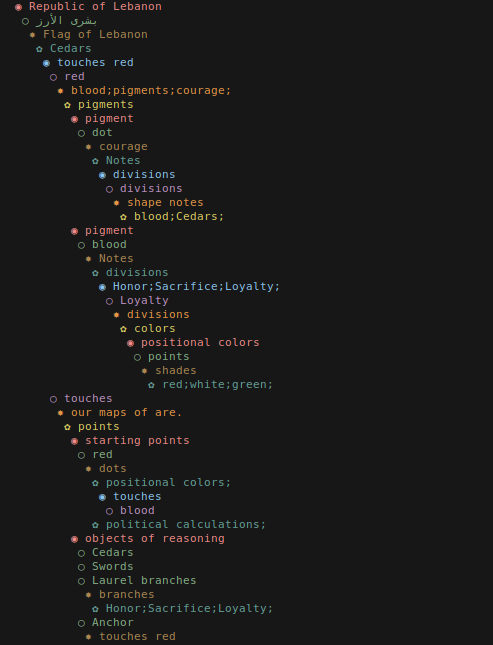 Republic of Lebanon
بشرى الأرز
Flag of Lebanon
Cedars
touches red
red
blood;pigments;courage;
pigments
pigment
dot
courage
Notes
divisions
divisions
shape notes
blood;Cedars;
pigment
blood
Notes
divisions
Honor;Sacrifice;Loyalty;
Loyalty
divisions
colors
positional colors
points
shades
red;white;green;
touches
our maps of are.
points
starting points
red
dots
positional colors;
touches
blood
political calculations;
objects of reasoning
Cedars
Swords
Laurel branches
branches
Honor;Sacrifice;Loyalty;
Anchor
touches red